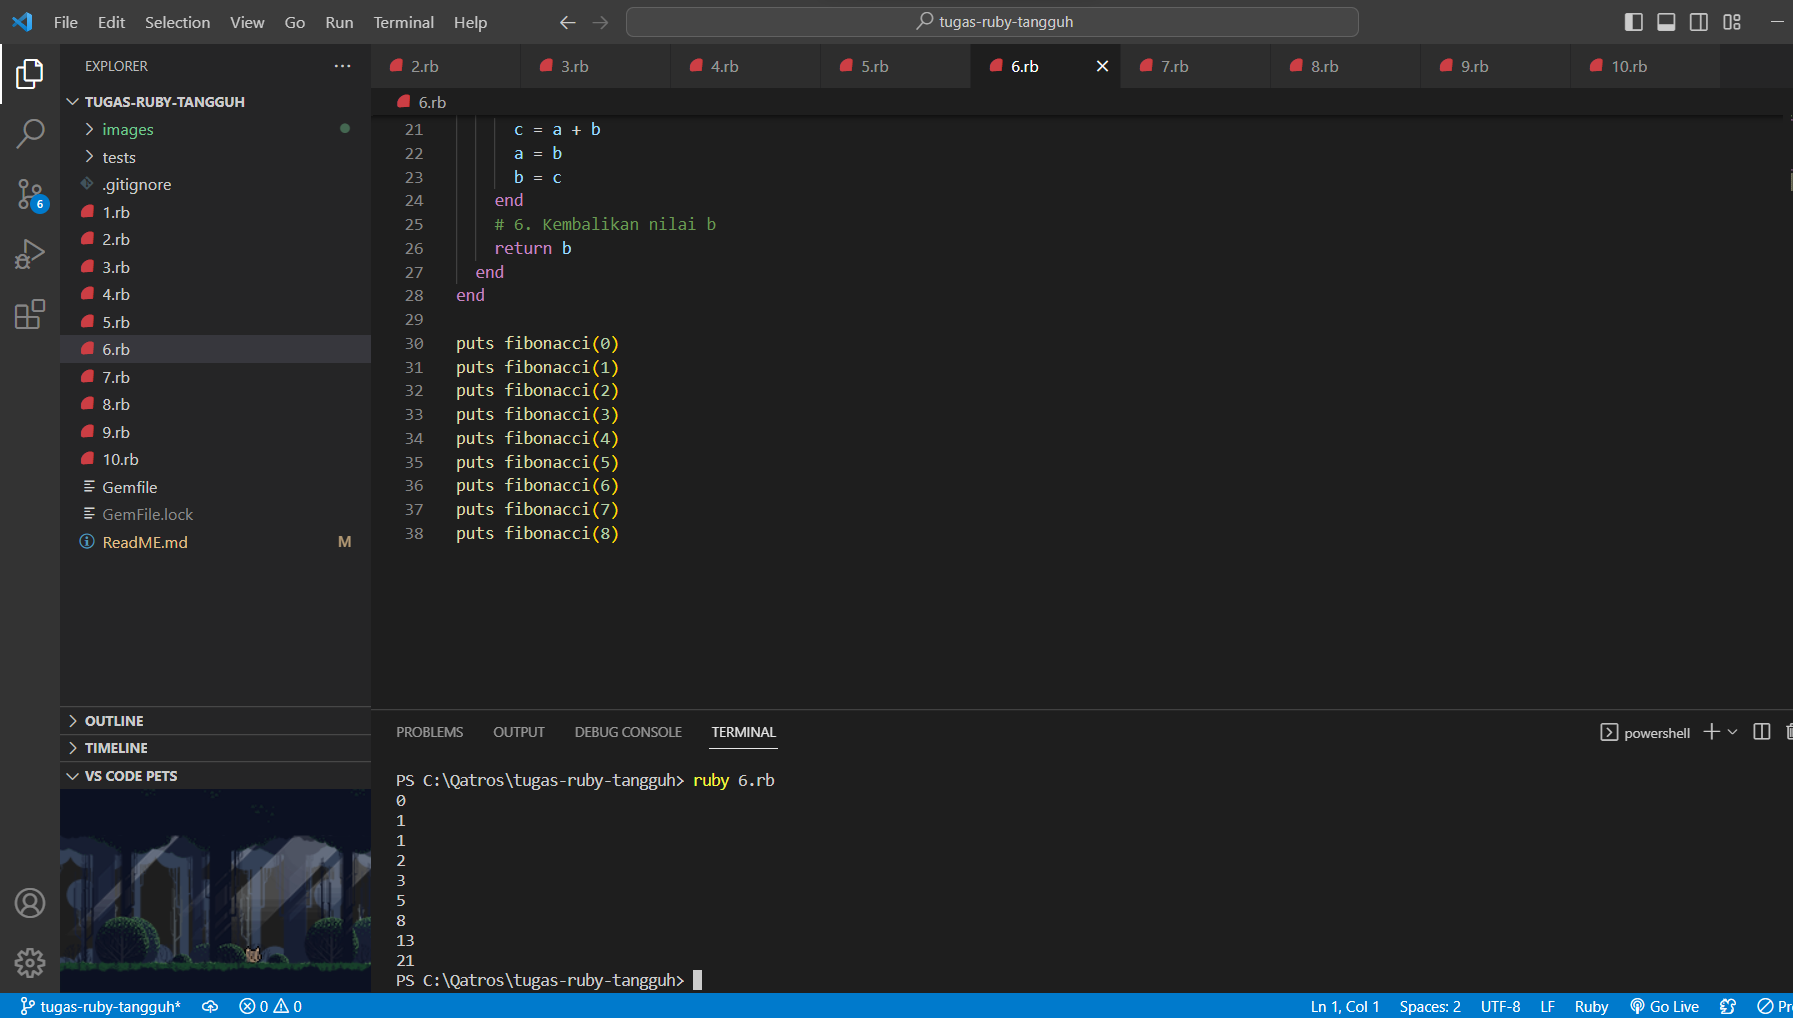 File Edit Selection View Go Run Terminal Help
tugas-ruby-tangguh
EXPLORER
TUGAS-RUBY-TANGGUH
images
tests
.gitignore
1.rb
2.rb
3.rb
4.rb
5.rb
6.rb
7.rb
8.rb
9.rb
10.rb
Gemfile
GemFile.lock
ReadME.md M
6
OUTLINE
TIMELINE
VS CODE PETS
2.rb 3.rb 4.rb 5.rb 6.rb 7.rb 8.rb 9.rb 10.rb
6.rb
21 c = a + b
22 a = b
23 b = c
24 end
25 # 6. Kembalikan nilai b
26 return b
27 end
28 end
29
30 puts fibonacci(0)
31 puts fibonacci(1)
32 puts fibonacci(2)
33 puts fibonacci(3)
34 puts fibonacci(4)
35 puts fibonacci(5)
36 puts fibonacci(6)
37 puts fibonacci(7)
38 puts fibonacci(8)
PROBLEMS OUTPUT DEBUG CONSOLE TERMINAL
powershell
PS C:\Qatros\tugas-ruby-tangguh> ruby 6.rb
0
1
1
2
3
5
8
13
21
PS C:\Qatros\tugas-ruby-tangguh>
tugas-ruby-tangguh* 0 0 Ln 1, Col 1 Spaces: 2 UTF-8 LF Ruby Go Live